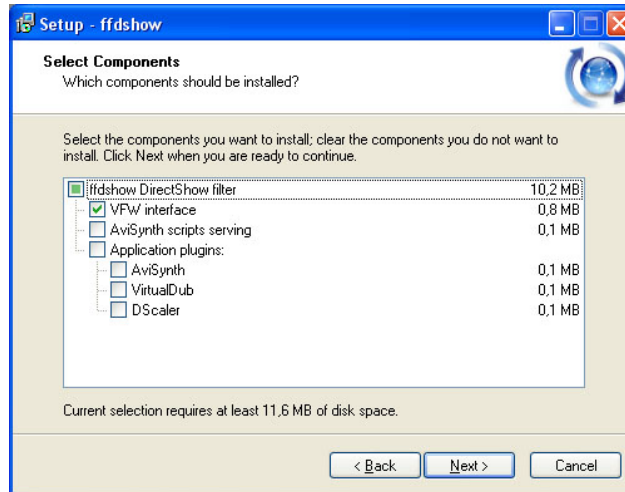 Setup - ffdshow
Select Components
Which components should be installed?
Select the components you want to install; clear the components you do not want to
install. Click Next when you are ready to continue.
ffdshow DirectShow filter 10,2 MB
VFW interface 0,8 MB
AviSynth scripts serving 0,1 MB
Application plugins:
AviSynth 0,1 MB
VirtualDub 0,1 MB
DScaler 0,1 MB
Current selection requires at least 11,6 MB of disk space.
< Back Next > Cancel